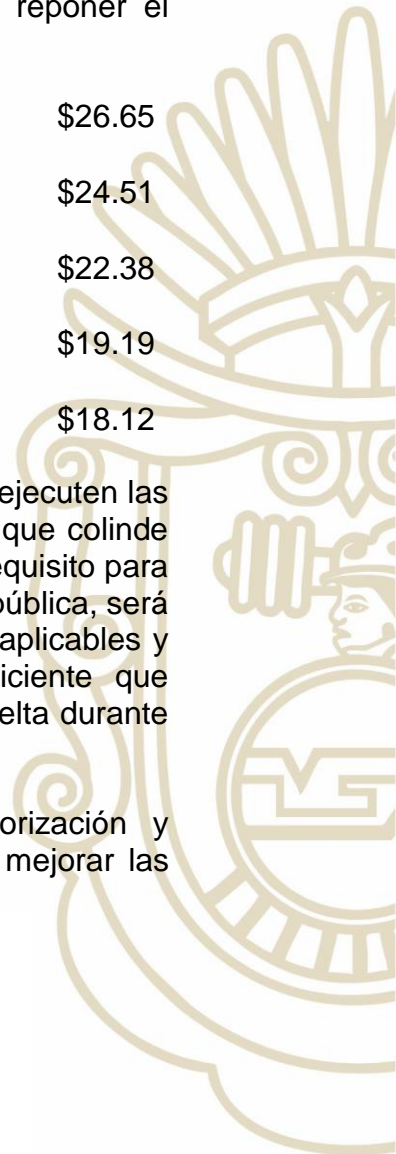 reponer el
$26.65
$24.51
$22.38
$19.19
$18.12
ejecuten las
que colinde
equisito para
pública, será
aplicables y
iciente que
elta durante
orización y
mejorar las